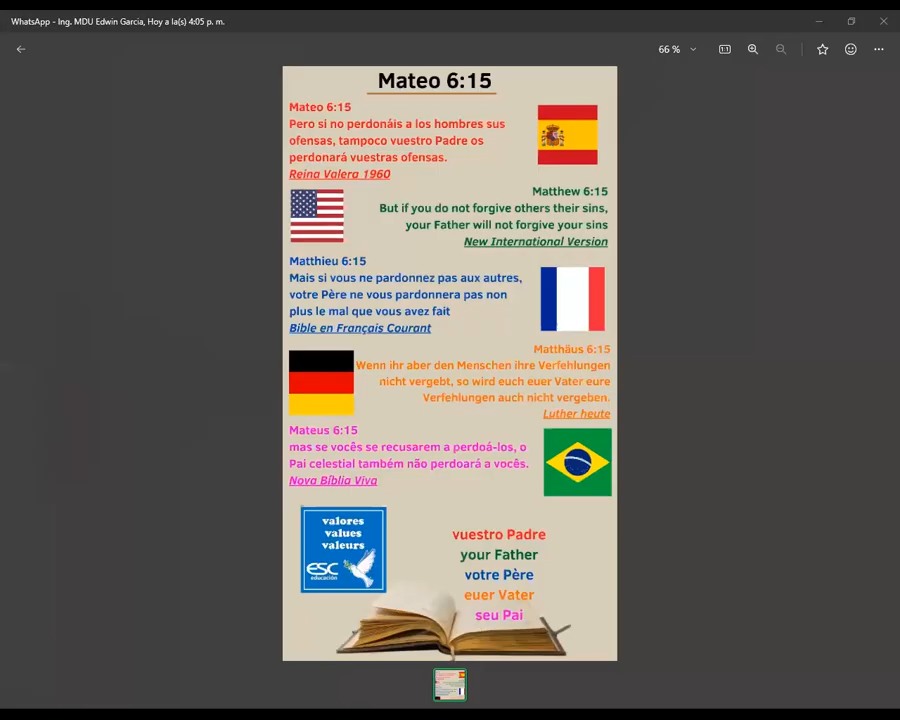 WhatsApp - Ing. MDU Edwin Garcia, Hoy a la(s) 4:05 p. m.
66 %
Mateo 6:15
Mateo 6:15
Pero si no perdonáis a los hombres sus
ofensas, tampoco vuestro Padre os
perdonará vuestras ofensas.
Reina Valera 1960
Matthew 6:15
But if you do not forgive others their sins,
your Father will not forgive your sins
New International Version
Matthieu 6:15
Mais si vous ne pardonnez pas aux autres,
votre Père ne vous pardonnera pas non
plus le mal que vous avez fait
Bible en Français Courant
Matthäus 6:15
Wenn ihr aber den Menschen ihre Verfehlungen
nicht vergebt, so wird euch euer Vater eure
Verfehlungen auch nicht vergeben.
Luther heute
Mateus 6:15
mas se vocês se recusarem a perdoá-los, o
Pai celestial também não perdoará a vocês.
Nova Bíblia Viva
valores
values
valeurs
ESC
educación
vuestro Padre
your Father
votre Père
euer Vater
seu Pai